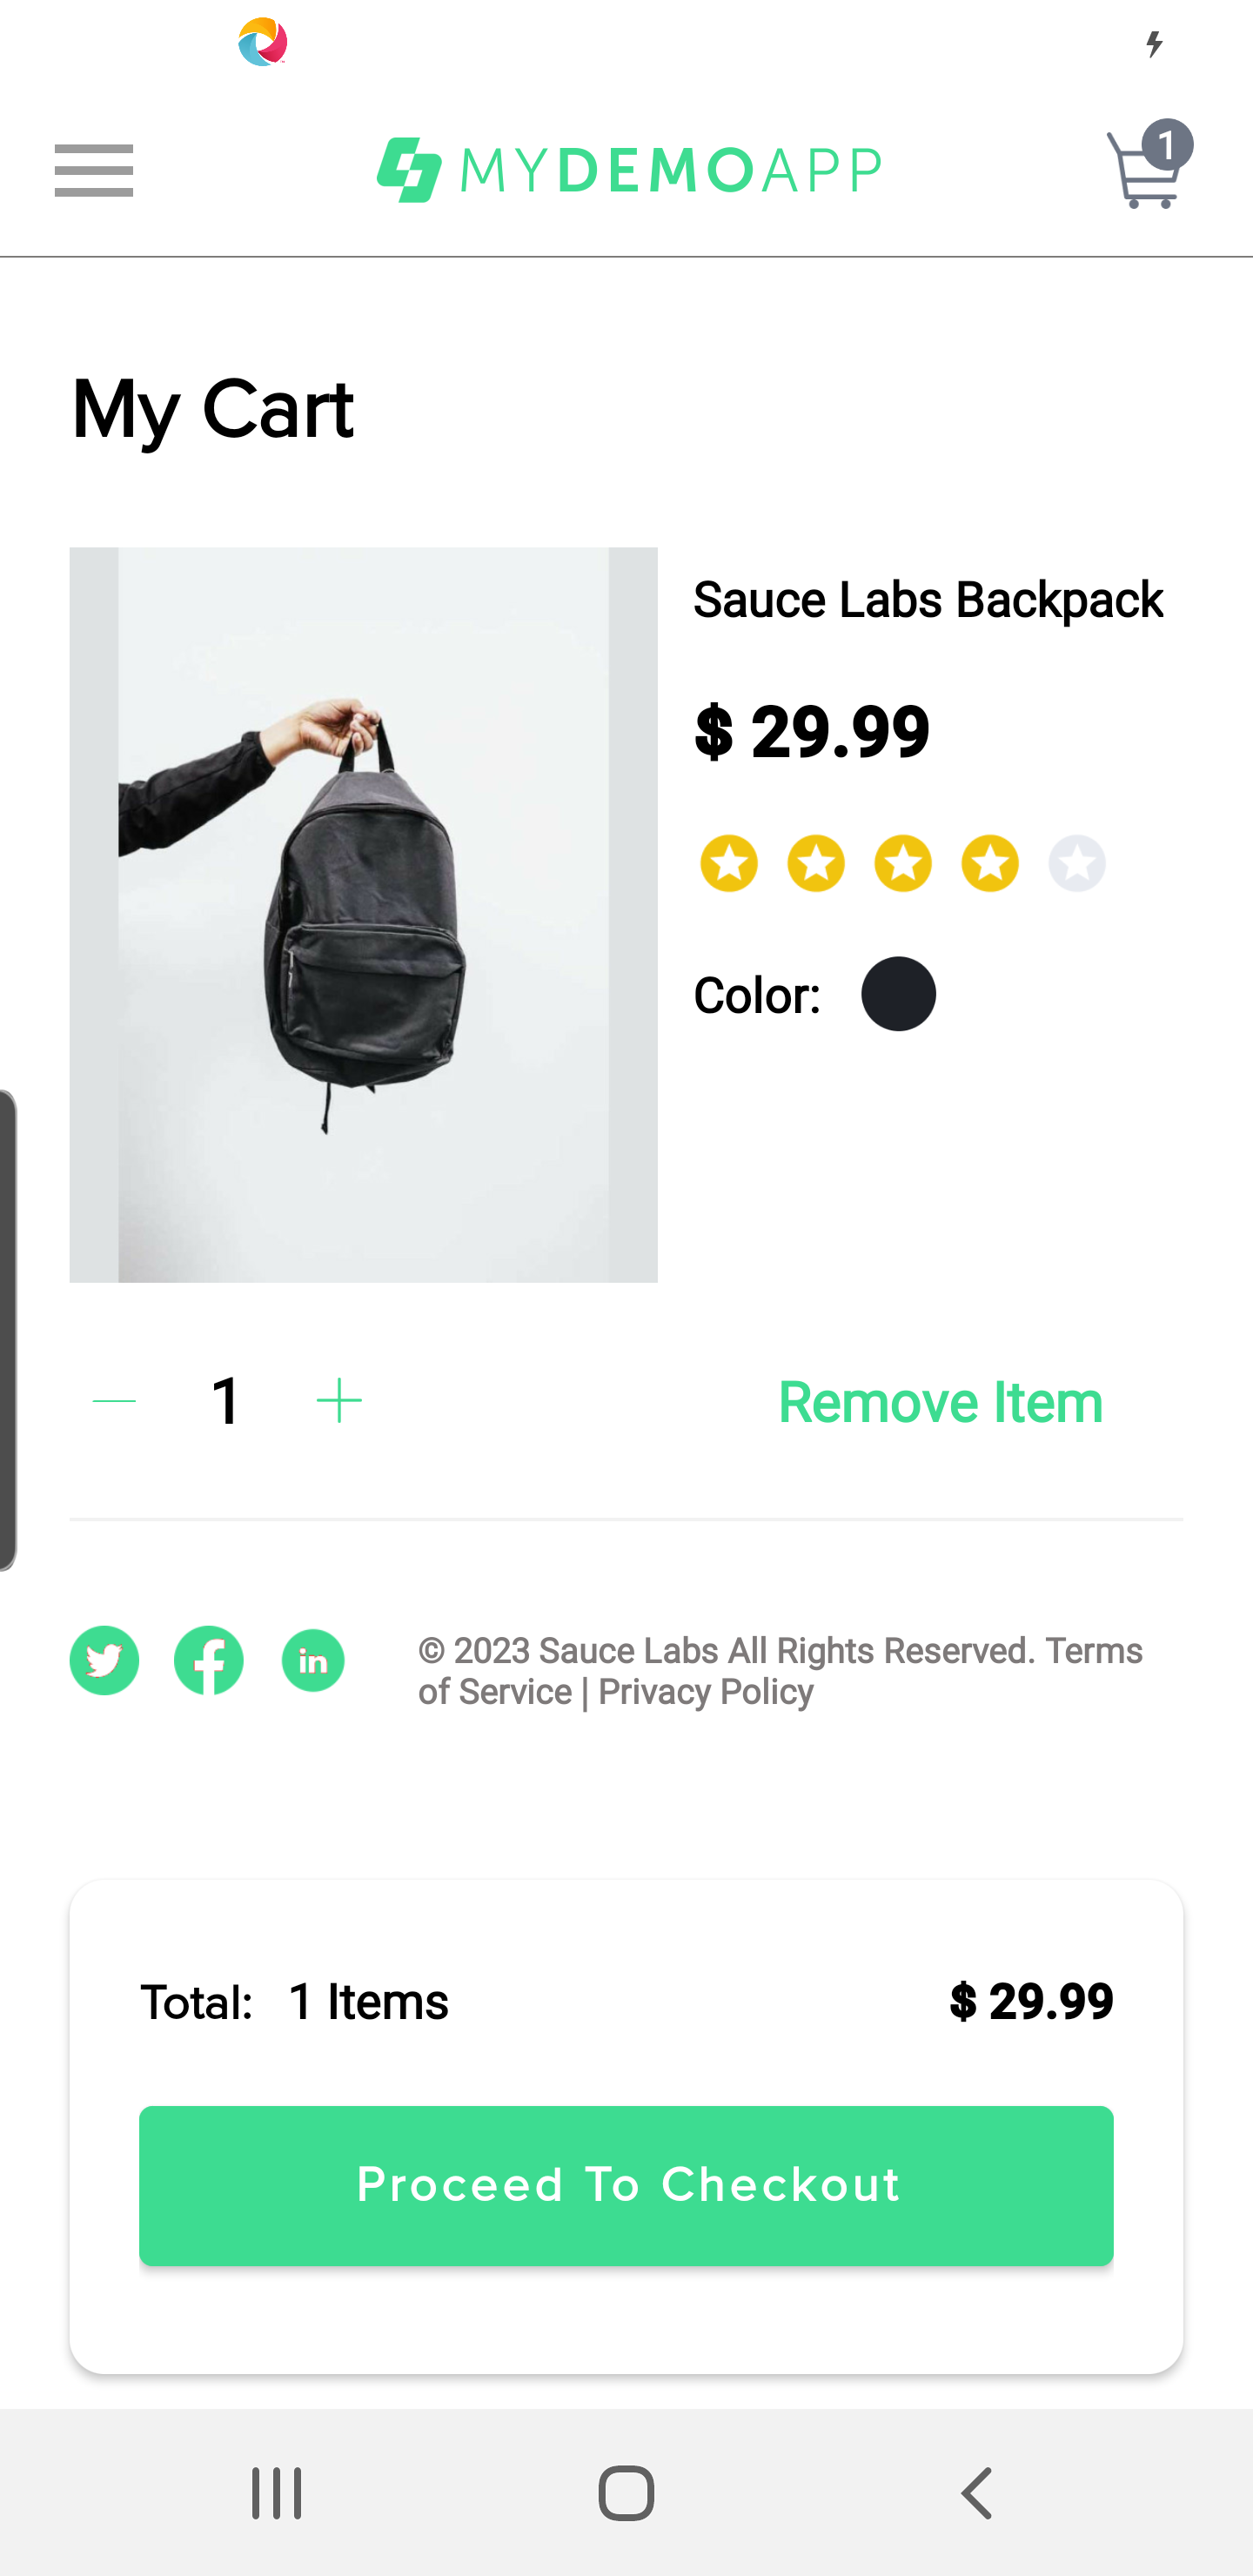 MYDEMOAPP
1
My Cart
Sauce Labs Backpack
$ 29.99
Color:
1
Remove Item
© 2023 Sauce Labs All Rights Reserved. Terms
of Service | Privacy Policy
Total: 1 Items $ 29.99
Proceed To Checkout